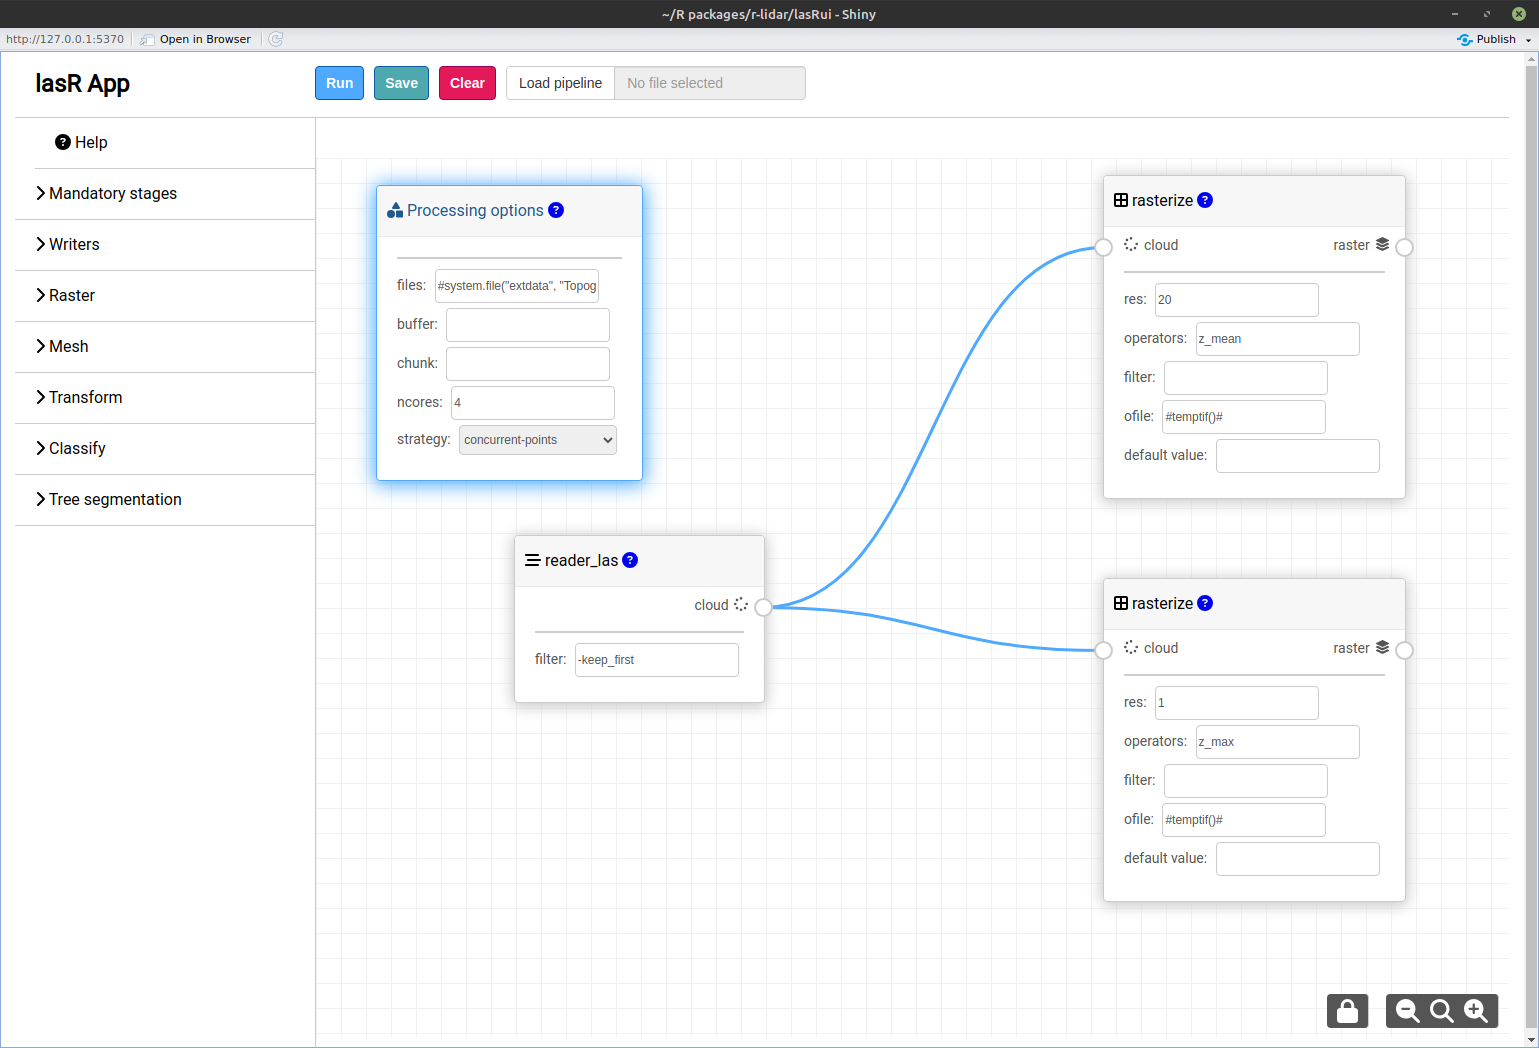 ~/R packages/r-lidar/lasRui - Shiny
http://127.0.0.1:5370 Open in Browser Publish
lasR App
Run Save Clear Load pipeline No file selected
Help
Mandatory stages
Writers
Raster
Mesh
Transform
Classify
Tree segmentation
Processing options ?
files: #system.file("extdata", "Topog
buffer:
chunk:
ncores: 4
strategy: concurrent-points
reader_las ?
cloud
filter: -keep_first
rasterize ?
cloud raster
res: 20
operators: z_mean
filter:
ofile: #temptif()#
default value:
rasterize ?
cloud raster
res: 1
operators: z_max
filter:
ofile: #temptif()#
default value: